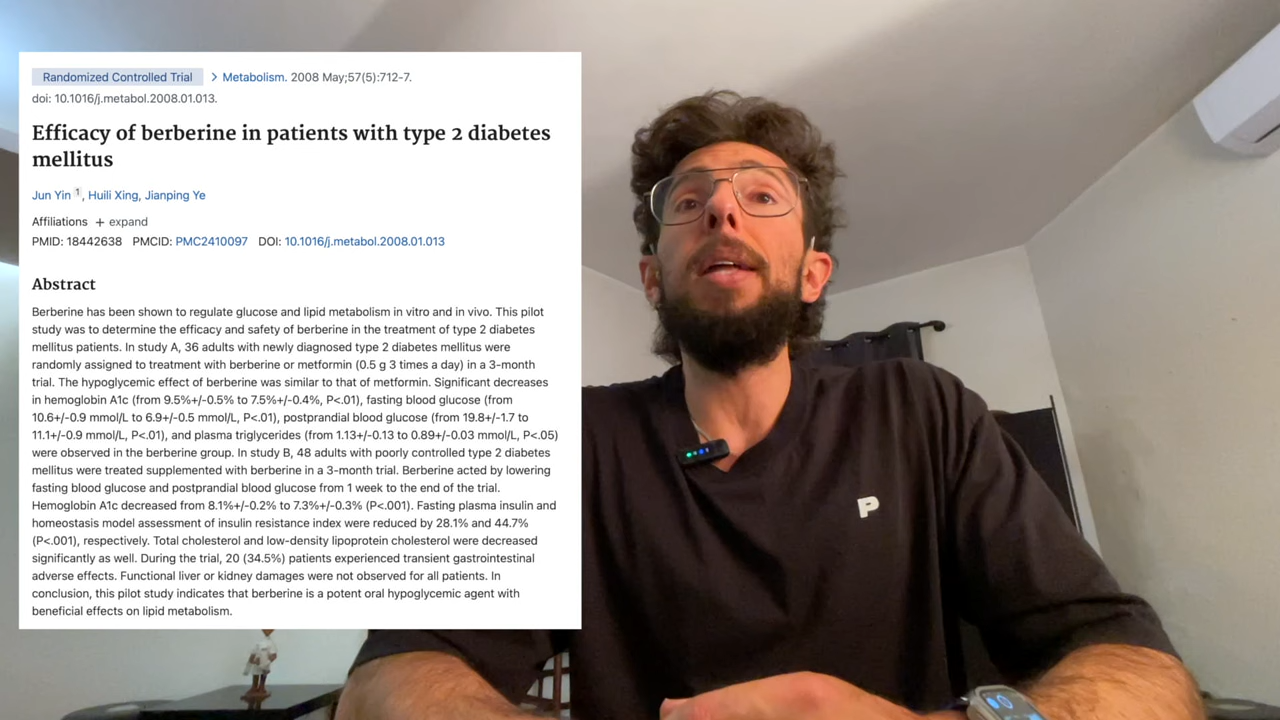 Randomized Controlled Trial > Metabolism. 2008 May;57(5):712-7.
doi: 10.1016/j.metabol.2008.01.013.
Efficacy of berberine in patients with type 2 diabetes
mellitus
Jun Yin 1, Huili Xing, Jianping Ye
Affiliations + expand
PMID: 18442638 PMCID: PMC2410097 DOI: 10.1016/j.metabol.2008.01.013
Abstract
Berberine has been shown to regulate glucose and lipid metabolism in vitro and in vivo. This pilot
study was to determine the efficacy and safety of berberine in the treatment of type 2 diabetes
mellitus patients. In study A, 36 adults with newly diagnosed type 2 diabetes mellitus were
randomly assigned to treatment with berberine or metformin (0.5 g 3 times a day) in a 3-month
trial. The hypoglycemic effect of berberine was similar to that of metformin. Significant decreases
in hemoglobin A1c (from 9.5%+/-0.5% to 7.5%+/-0.4%, P<.01), fasting blood glucose (from
10.6+/-0.9 mmol/L to 6.9+/-0.5 mmol/L, P<.01), postprandial blood glucose (from 19.8+/-1.7 to
11.1+/-0.9 mmol/L, P<.01), and plasma triglycerides (from 1.13+/-0.13 to 0.89+/-0.03 mmol/L, P<.05)
were observed in the berberine group. In study B, 48 adults with poorly controlled type 2 diabetes
mellitus were treated supplemented with berberine in a 3-month trial. Berberine acted by lowering
fasting blood glucose and postprandial blood glucose from 1 week to the end of the trial.
Hemoglobin A1c decreased from 8.1%+/-0.2% to 7.3%+/-0.3% (P<.001). Fasting plasma insulin and
homeostasis model assessment of insulin resistance index were reduced by 28.1% and 44.7%
(P<.001), respectively. Total cholesterol and low-density lipoprotein cholesterol were decreased
significantly as well. During the trial, 20 (34.5%) patients experienced transient gastrointestinal
adverse effects. Functional liver or kidney damages were not observed for all patients. In
conclusion, this pilot study indicates that berberine is a potent oral hypoglycemic agent with
beneficial effects on lipid metabolism.
P